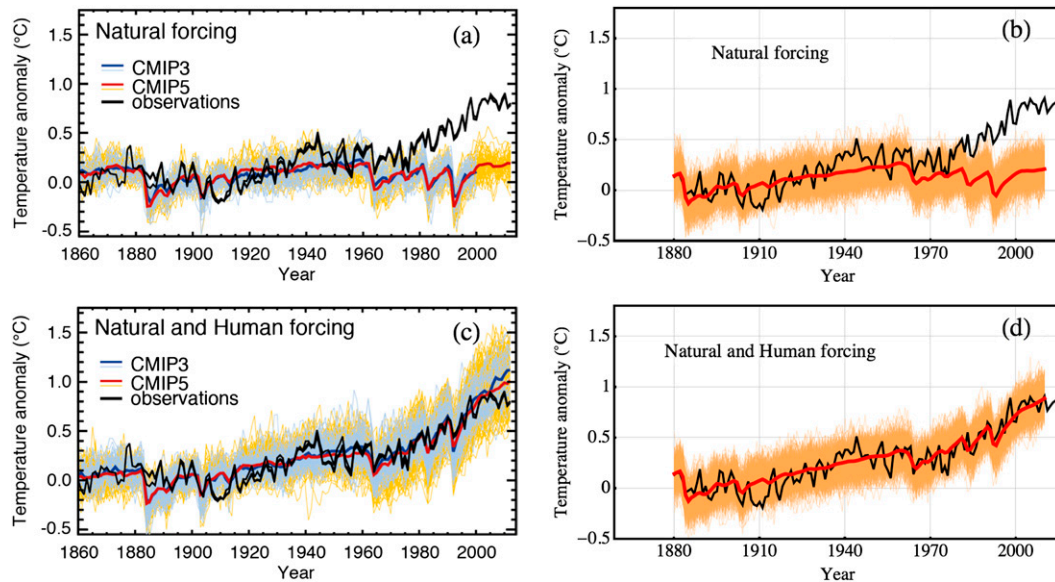 Natural forcing (a)
CMIP3
CMIP5
observations
Temperature anomaly (°C)
1.5
1.0
0.5
0.0
-0.5
1860 1880 1900 1920 1940 1960 1980 2000
Year
(b)
Natural forcing
Temperature anomaly (°C)
1.5
1.0
0.5
0
−0.5
1880 1910 1940 1970 2000
Year
Natural and Human forcing (c)
CMIP3
CMIP5
observations
Temperature anomaly (°C)
1.5
1.0
0.5
0.0
-0.5
1860 1880 1900 1920 1940 1960 1980 2000
Year
(d)
Natural and Human forcing
Temperature anomaly (°C)
1.5
1.0
0.5
0
−0.5
1880 1910 1940 1970 2000
Year